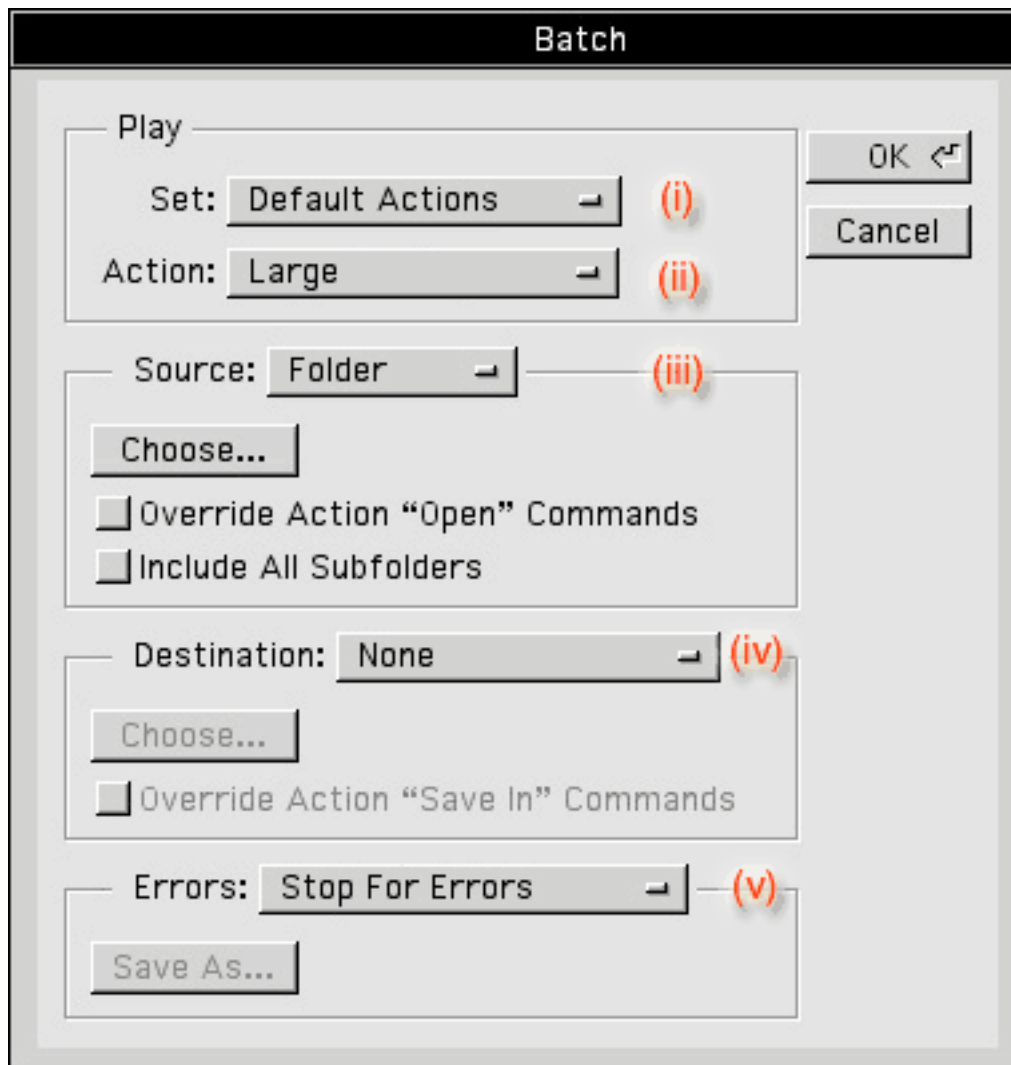 Batch
Play
Set: Default Actions (i)
OK
Action: Large (ii)
Cancel
Source: Folder (iii)
Choose...
Override Action “Open” Commands
Include All Subfolders
Destination: None (iv)
Choose...
Override Action “Save In” Commands
Errors: Stop For Errors (v)
Save As...